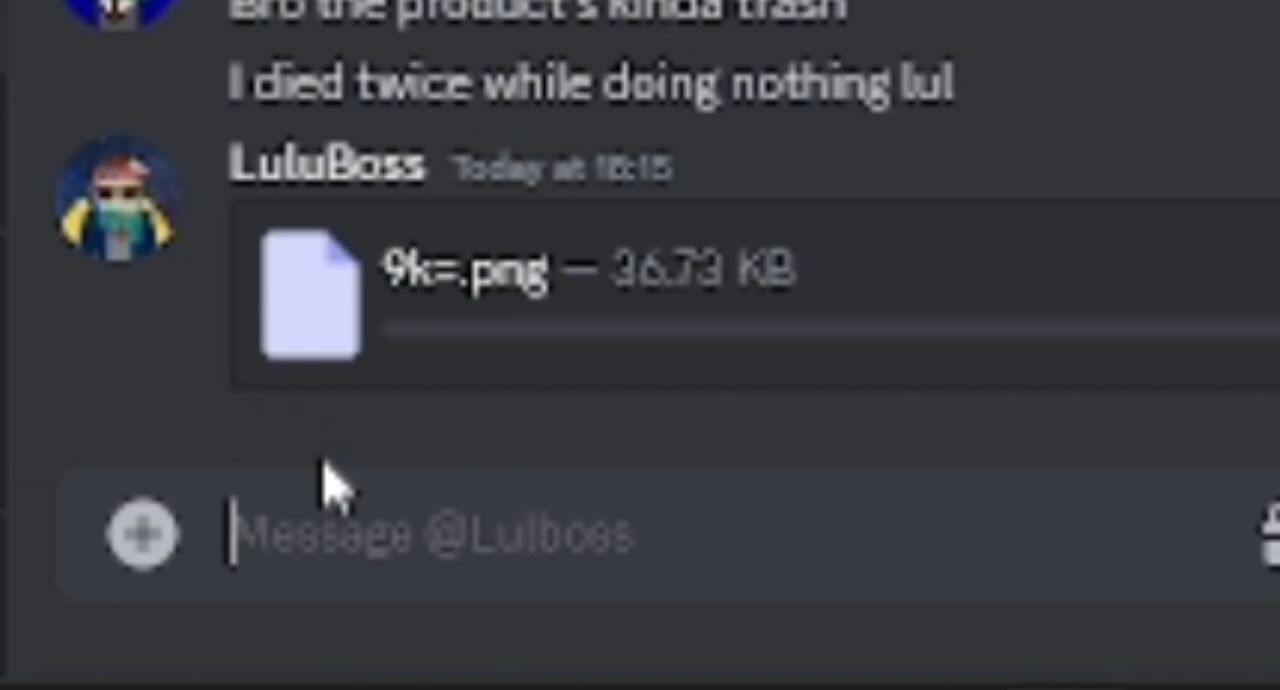 Bro the product's kinda trash
I died twice while doing nothing lul
LuluBoss Today at 16:15
9k=.png — 36.73 KB
Message @Lulboss